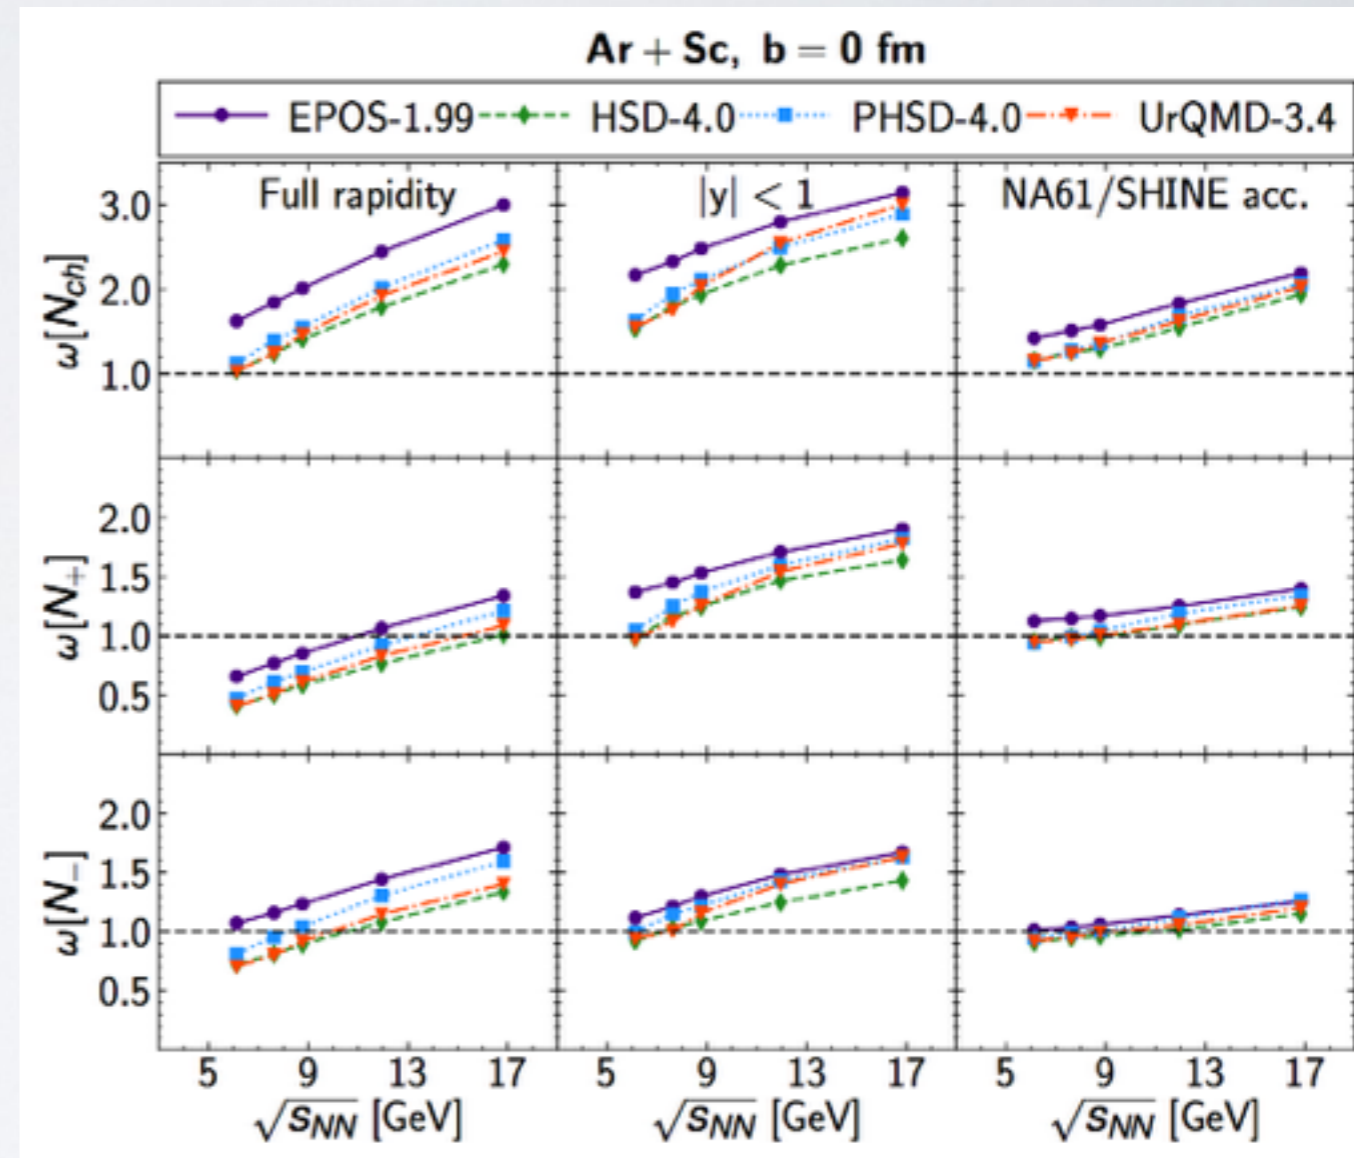 Ar + Sc, b = 0 fm
EPOS-1.99 HSD-4.0 PHSD-4.0 UrQMD-3.4
Full rapidity |y| < 1 NA61/SHINE acc.
ω[N_ch]
3.0
2.0
1.0
ω[N_+]
2.0
1.5
1.0
0.5
ω[N_−]
2.0
1.5
1.0
0.5
5 9 13 17 5 9 13 17 5 9 13 17
√s_NN [GeV] √s_NN [GeV] √s_NN [GeV]